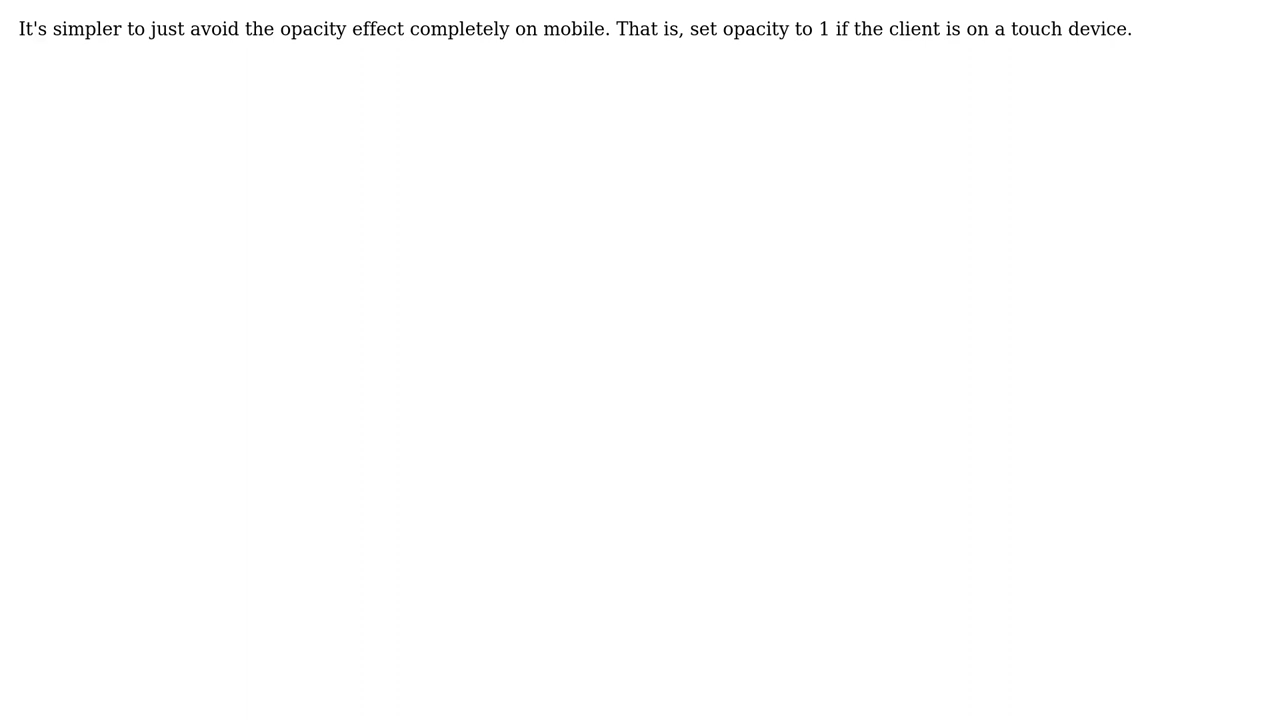 It's simpler to just avoid the opacity effect completely on mobile. That is, set opacity to 1 if the client is on a touch device.